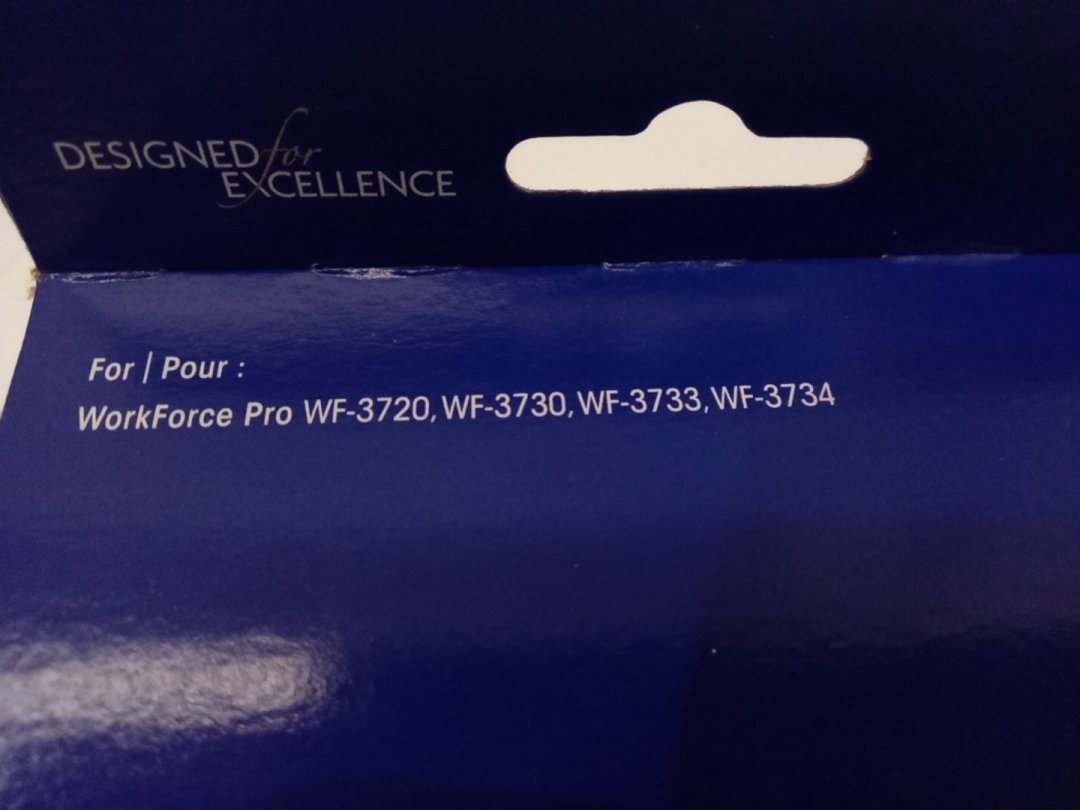 DESIGNED for
EXCELLENCE
For | Pour :
WorkForce Pro WF-3720, WF-3730, WF-3733, WF-3734